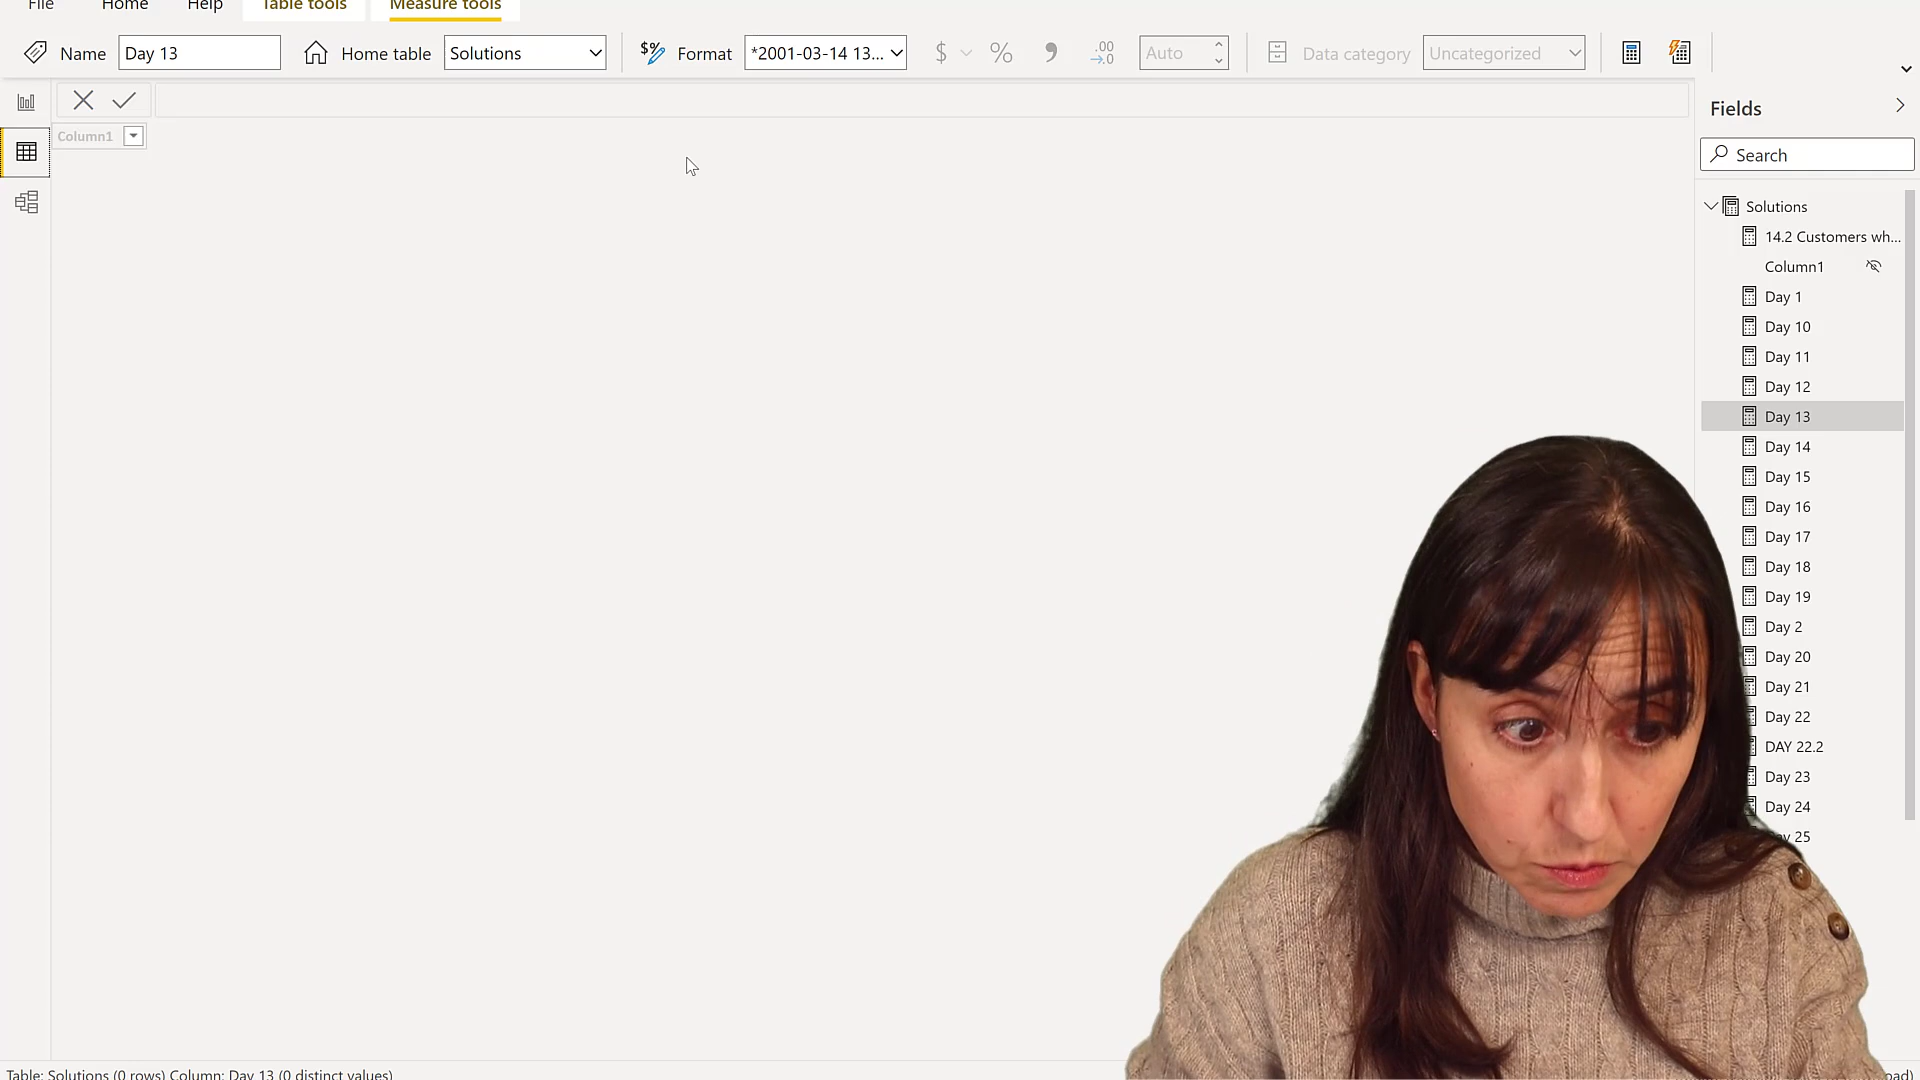 File Home Help Table tools Measure tools
Name Day 13 Home table Solutions Format *2001-03-14 13... $ % .00 Auto Data category Uncategorized
Column1
Fields
Search
Solutions
14.2 Customers wh...
Column1
Day 1
Day 10
Day 11
Day 12
Day 13
Day 14
Day 15
Day 16
Day 17
Day 18
Day 19
Day 2
Day 20
Day 21
Day 22
DAY 22.2
Day 23
Day 24
25
Table: Solutions (0 rows) Column: Day 13 (0 distinct values)